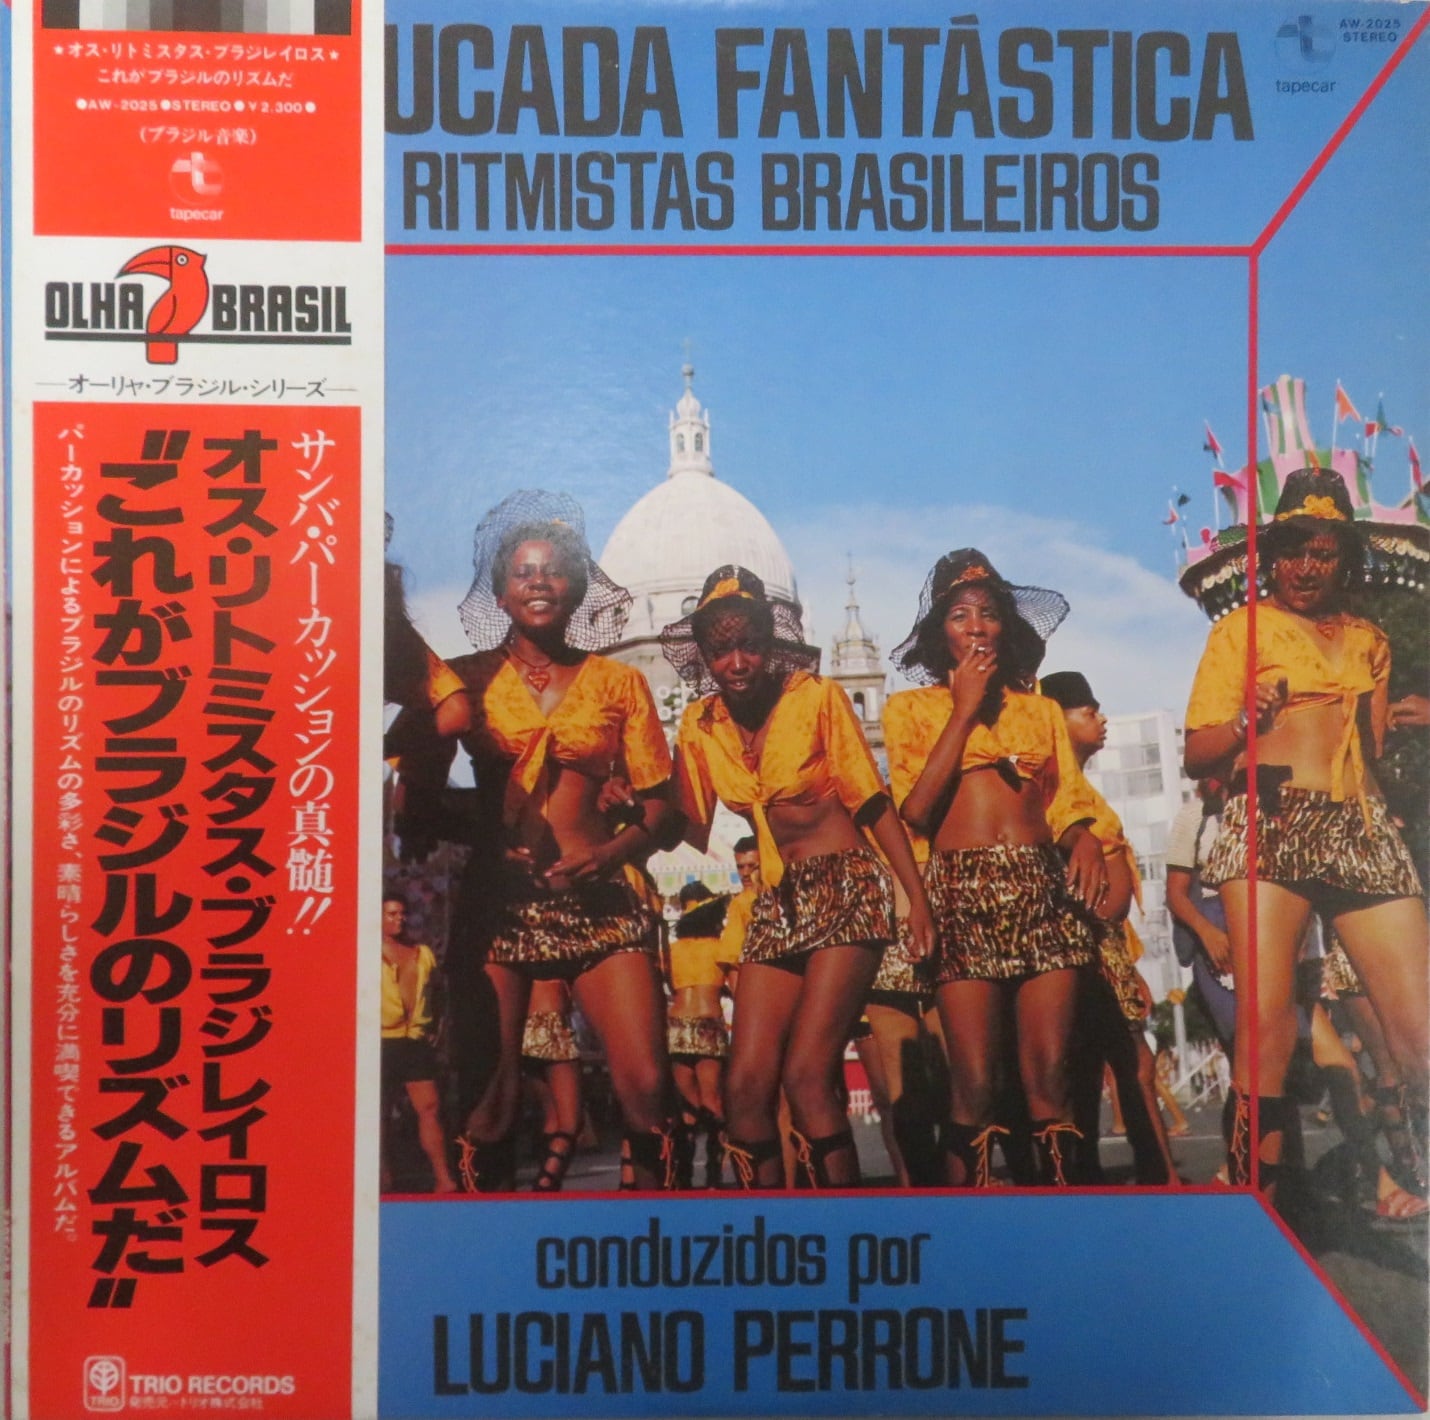 ★オス・リトミスタス・ブラジレイロス★
これがブラジルのリズムだ
●AW-2025●STEREO●￥2,300●
(ブラジル音楽)
tapecar
OLHA BRASIL
オーリャ・ブラジル・シリーズ
サンバ・パーカッションの真髄!!
オス・リトミスタス・ブラジレイロス
"これがブラジルのリズムだ"
パーカッションによるブラジルのリズムの多彩さ、素晴らしさを充分に満喫できるアルバムだ。
TRIO
TRIO RECORDS
発売元・トリオ株式会社
UCADA FANTÁSTICA
RITMISTAS BRASILEIROS
AW-2025
STEREO
tapecar
conduzidos por
LUCIANO PERRONE